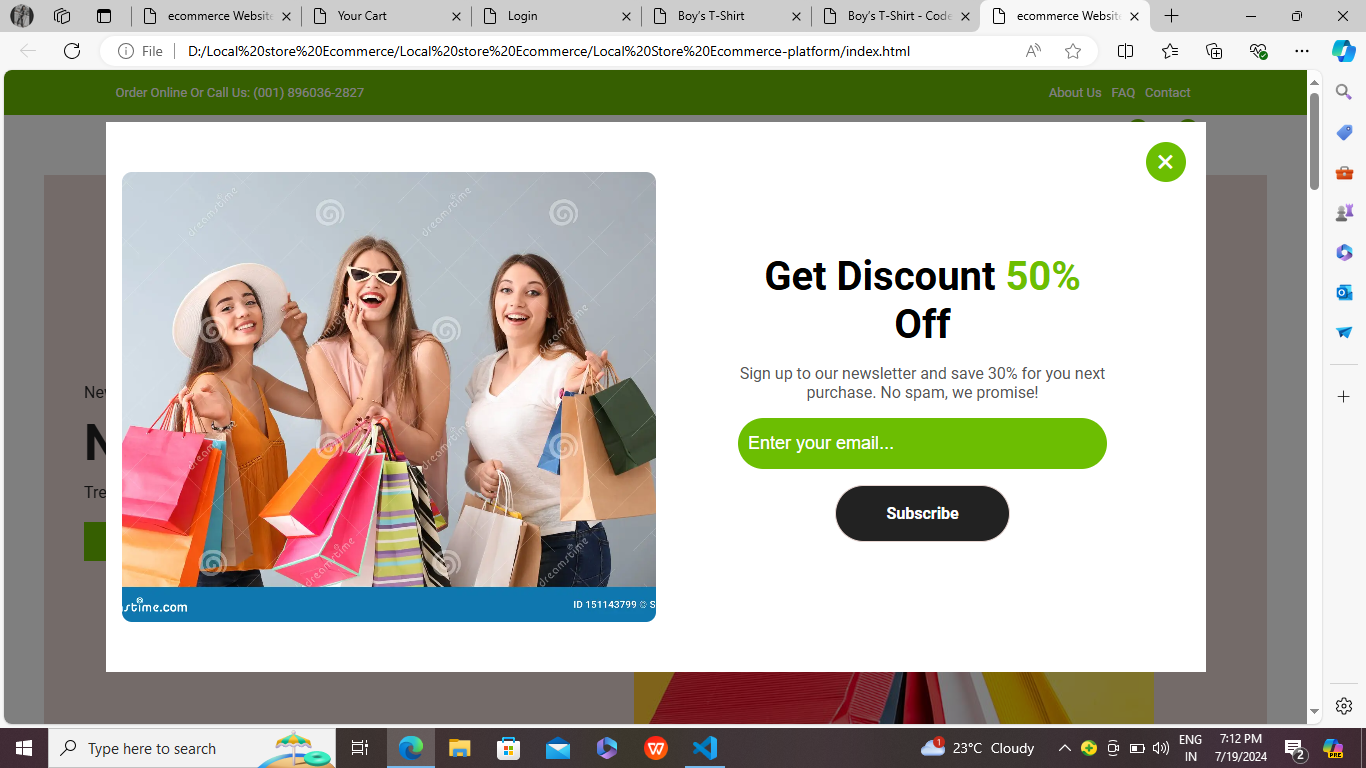 ecommerce Website
Your Cart
Login
Boy's T-Shirt
Boy's T-Shirt - Code
ecommerce Website
File
D:/Local%20store%20Ecommerce/Local%20store%20Ecommerce/Local%20Store%20Ecommerce-platform/index.html
Order Online Or Call Us: (001) 896036-2827
About Us FAQ Contact
Get Discount 50%
Off
Sign up to our newsletter and save 30% for you next
purchase. No spam, we promise!
Enter your email...
Subscribe
dreamstime
stime.com
ID 151143799 © S
Nev
N
Tre
Type here to search
1
23°C Cloudy
ENG
IN
7:12 PM
7/19/2024
2
PRE